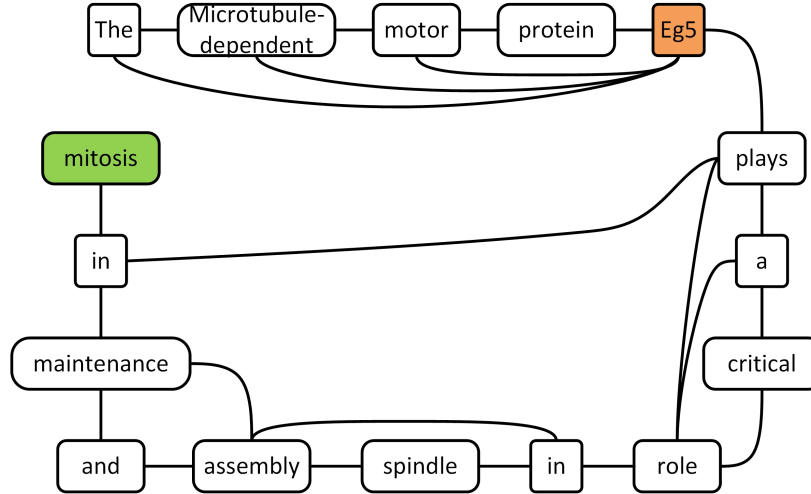 The Microtubule- motor protein Eg5
dependent
mitosis plays
in a
maintenance critical
and assembly spindle in role